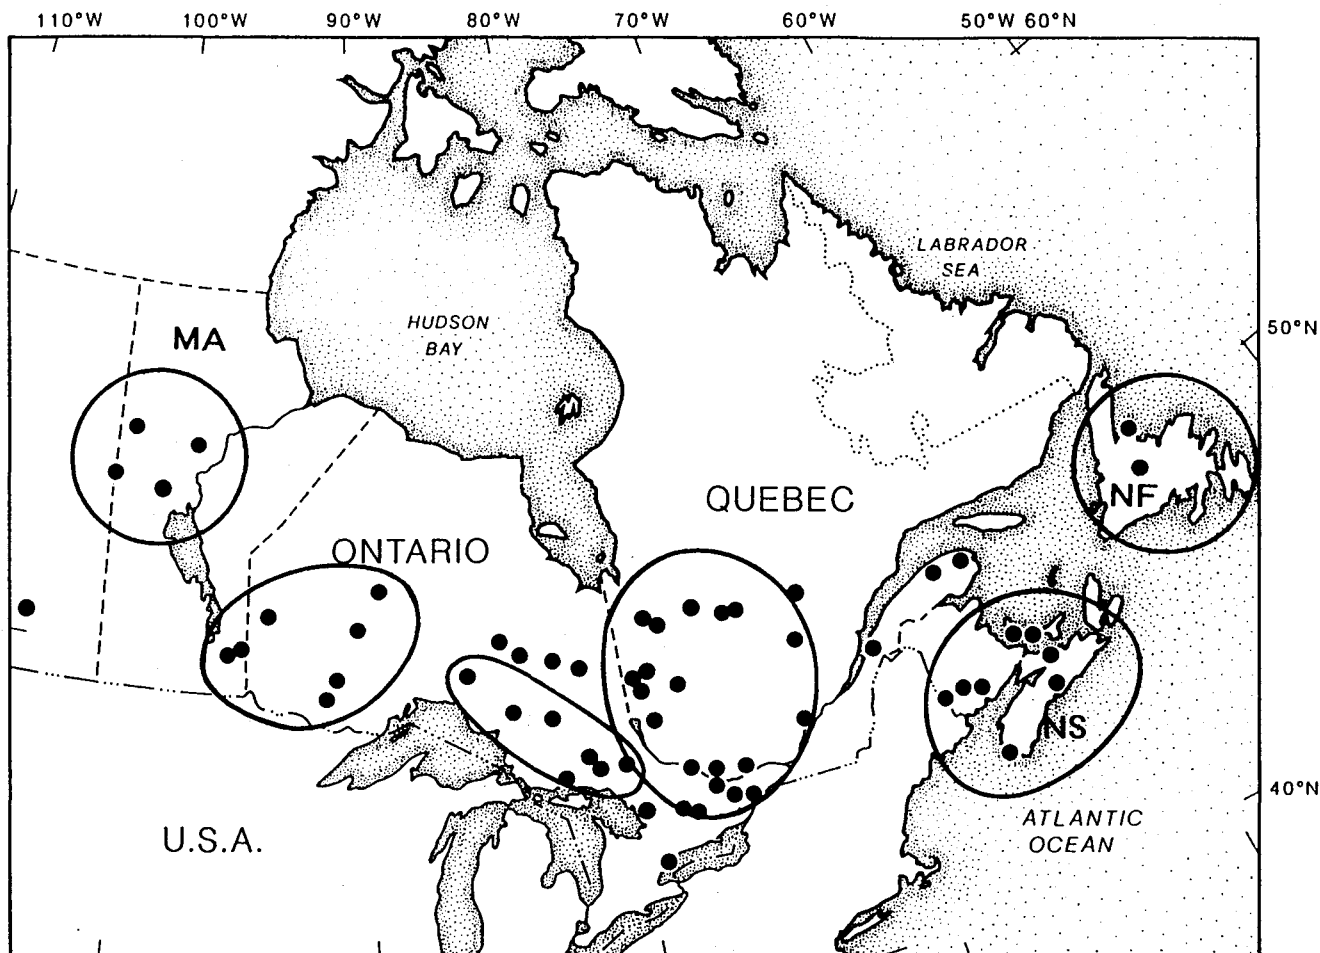 110°W 100°W 90°W 80°W 70°W 60°W 50°W 60°N
LABRADOR
SEA
HUDSON
BAY
MA
50°N
QUEBEC
NF
ONTARIO
NS
40°N
ATLANTIC
OCEAN
U.S.A.